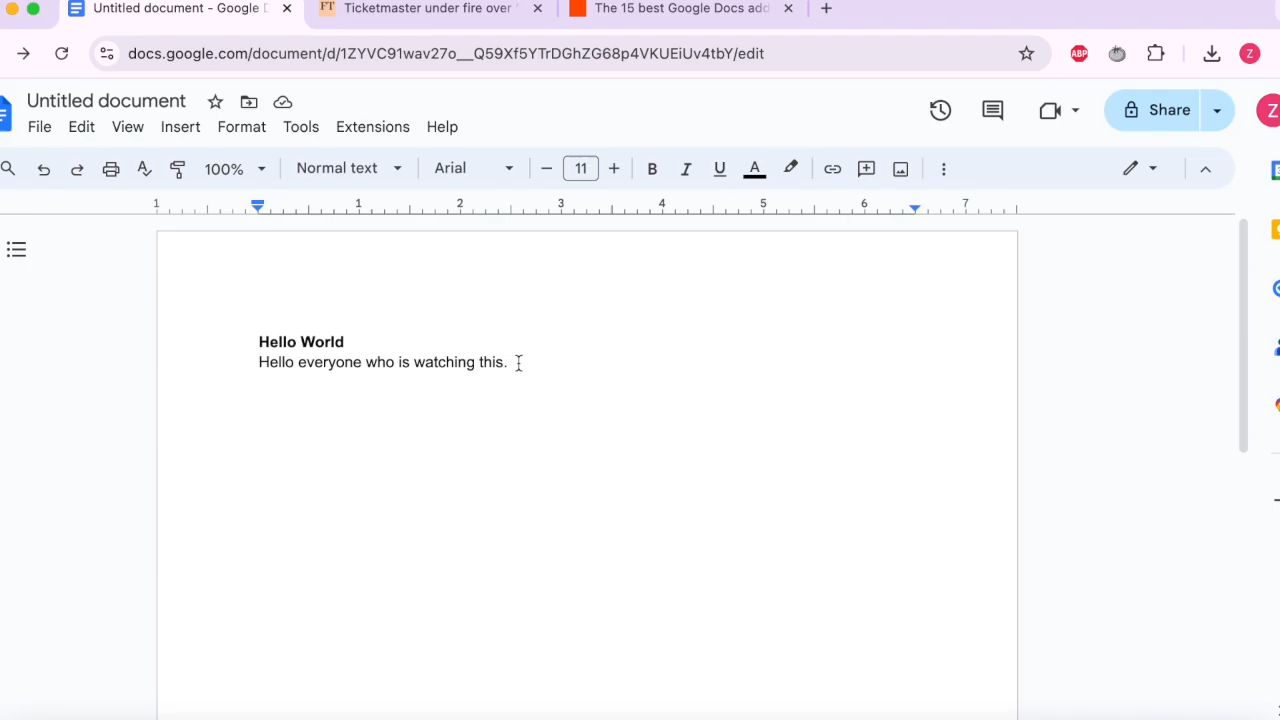 Untitled document - Google D
FT Ticketmaster under fire over
The 15 best Google Docs add
docs.google.com/document/d/1ZYVC91wav27o__Q59Xf5YTrDGhZG68p4VKUEiUv4tbY/edit
ABP
Z
Untitled document
Share
Z
File Edit View Insert Format Tools Extensions Help
100% Normal text Arial 11 B I U A
1 1 2 3 4 5 6 7
Hello World
Hello everyone who is watching this.